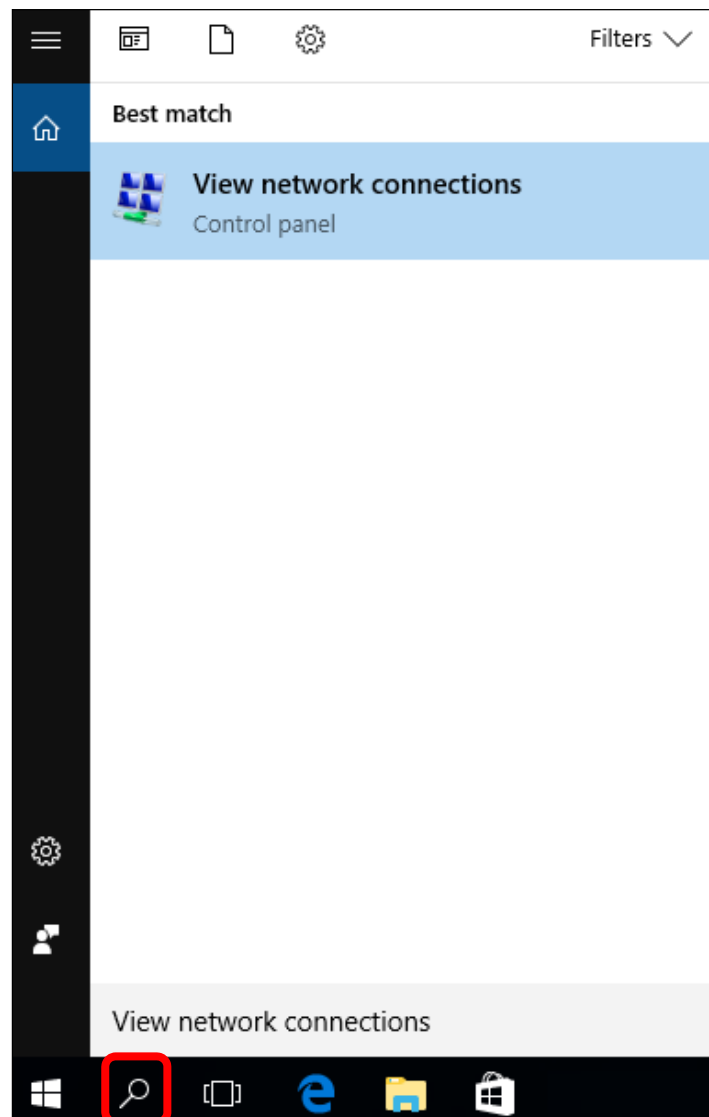 Filters
Best match
View network connections
Control panel
View network connections